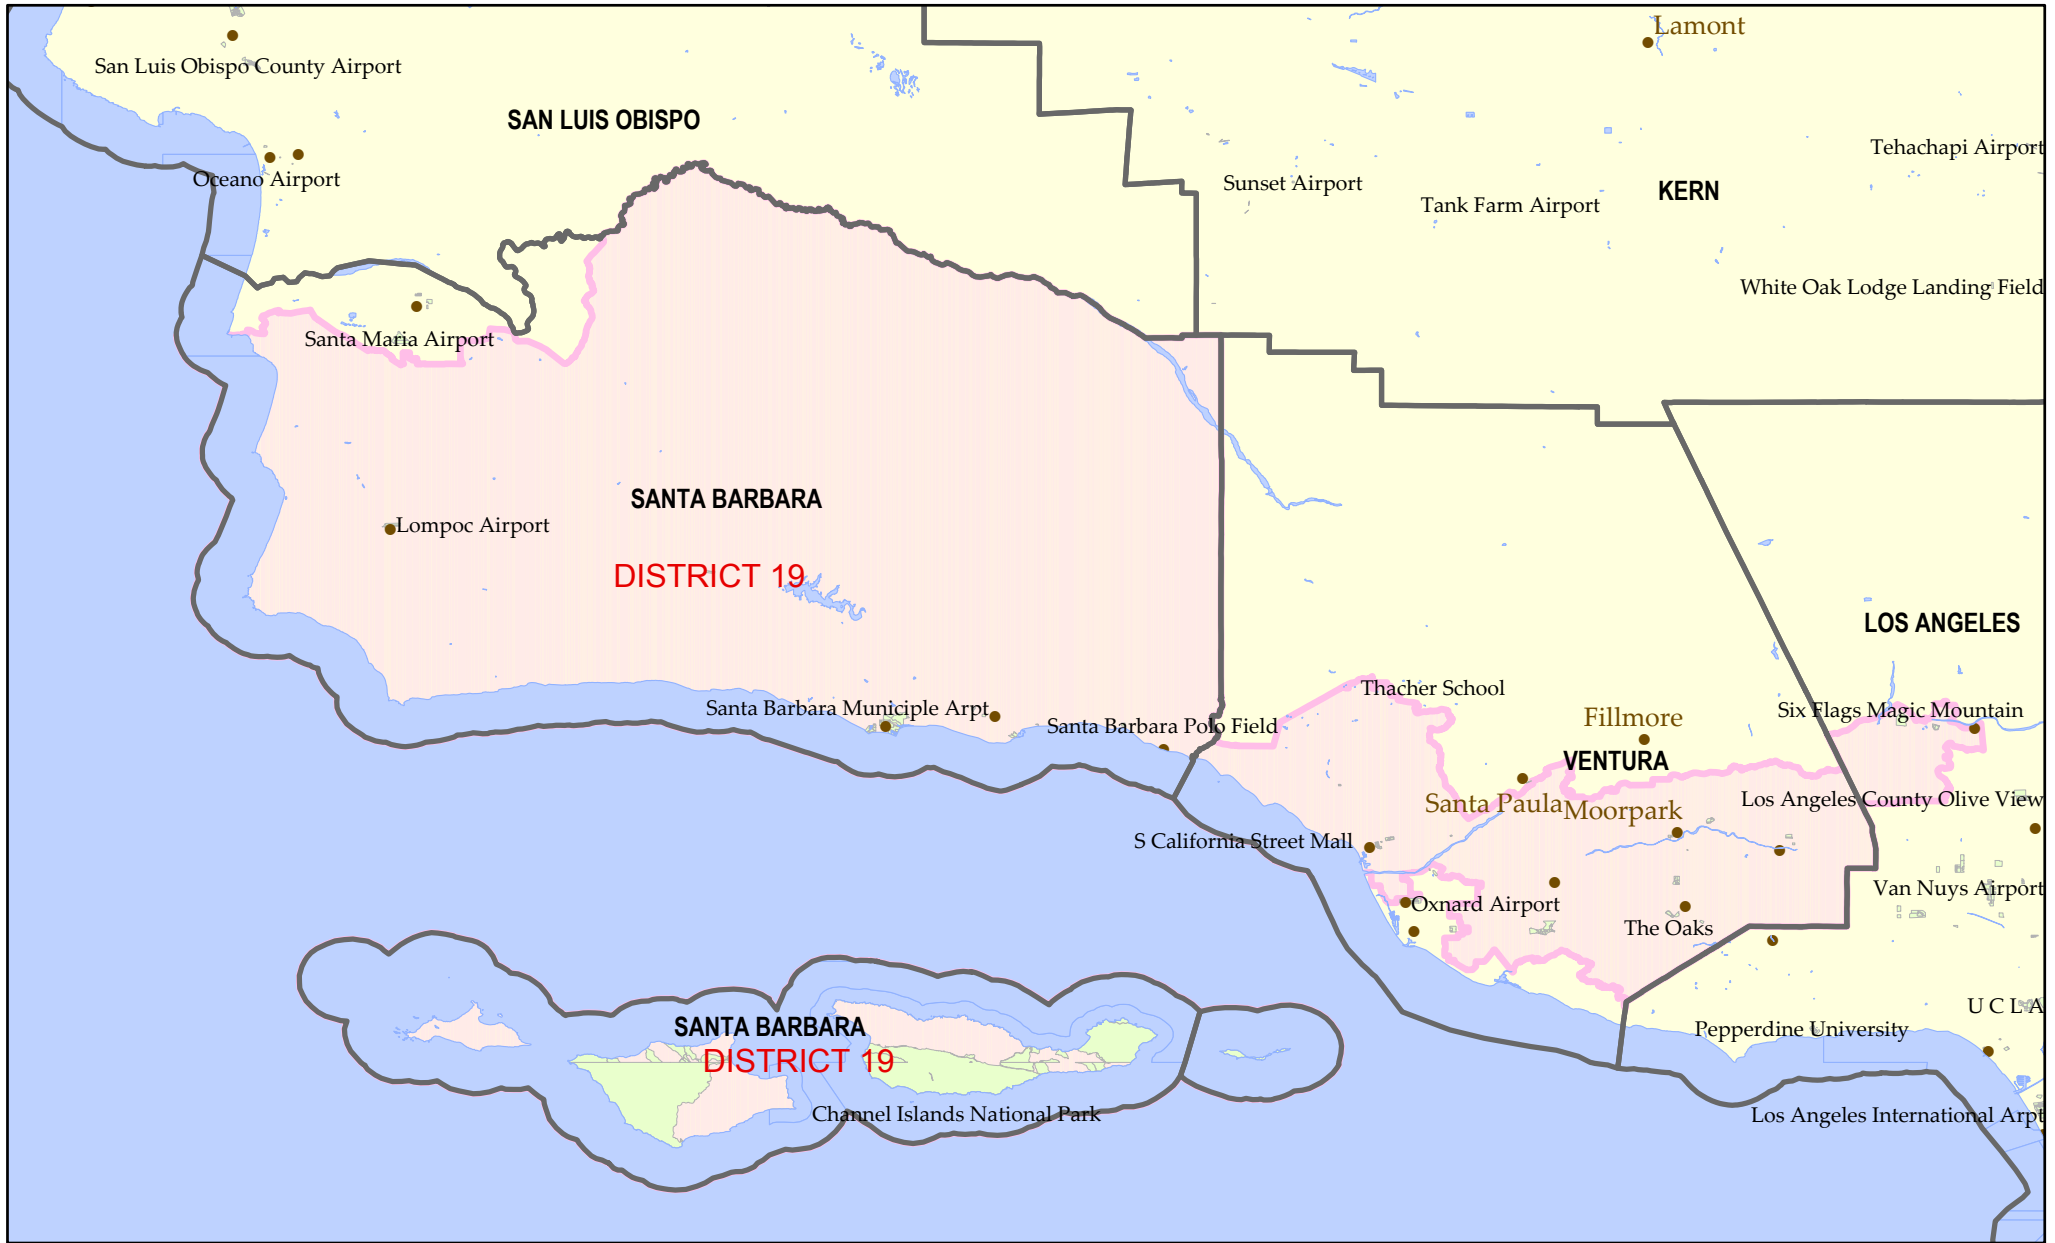 Lamont
San Luis Obispo County Airport
SAN LUIS OBISPO
Tehachapi Airport
Oceano Airport
Sunset Airport
KERN
Tank Farm Airport
White Oak Lodge Landing Field
Santa Maria Airport
SANTA BARBARA
Lompoc Airport
DISTRICT 19
LOS ANGELES
Thacher School
Santa Barbara Municiple Arpt
Six Flags Magic Mountain
Fillmore
Santa Barbara Polo Field
VENTURA
Santa Paula
Moorpark
Los Angeles County Olive View
S California Street Mall
Van Nuys Airport
Oxnard Airport
The Oaks
U C L A
SANTA BARBARA
Pepperdine University
DISTRICT 19
Channel Islands National Park
Los Angeles International Arpt